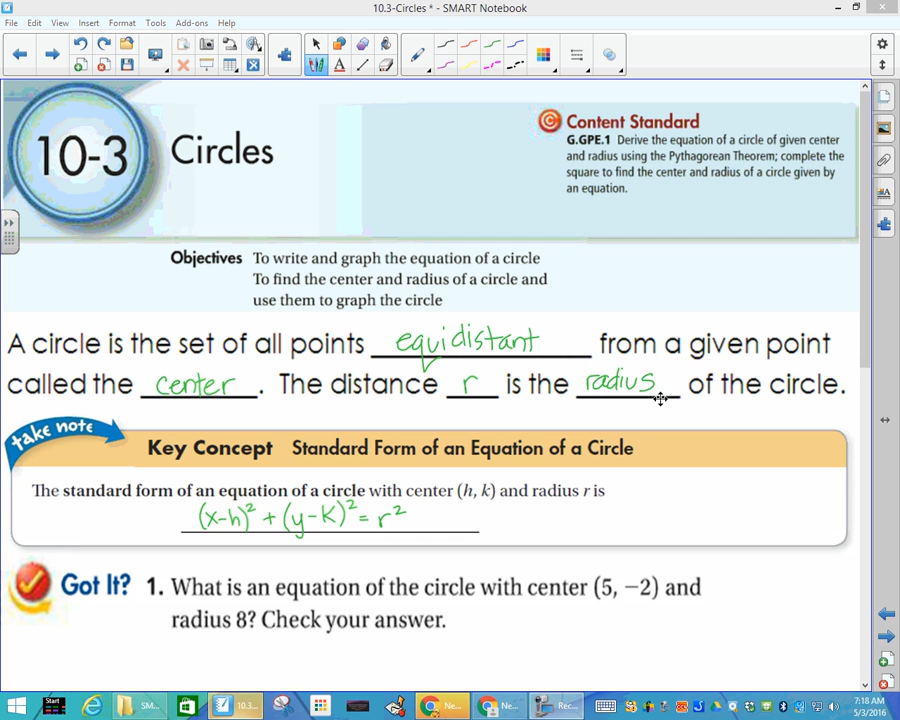 10.3-Circles * - SMART Notebook
File Edit View Insert Format Tools Add-ons Help
10-3 Circles
Content Standard
G.GPE.1 Derive the equation of a circle of given center
and radius using the Pythagorean Theorem; complete the
square to find the center and radius of a circle given by
an equation.
Objectives To write and graph the equation of a circle
To find the center and radius of a circle and
use them to graph the circle
A circle is the set of all points equidistant from a given point
called the center. The distance r is the radius of the circle.
take note
Key Concept Standard Form of an Equation of a Circle
The standard form of an equation of a circle with center (h, k) and radius r is
(x-h)² + (y-k)² = r²
Got It? 1. What is an equation of the circle with center (5, −2) and
radius 8? Check your answer.
Start SM... 10.3... Ne... Ne... Rec... 7:18 AM
5/3/2016